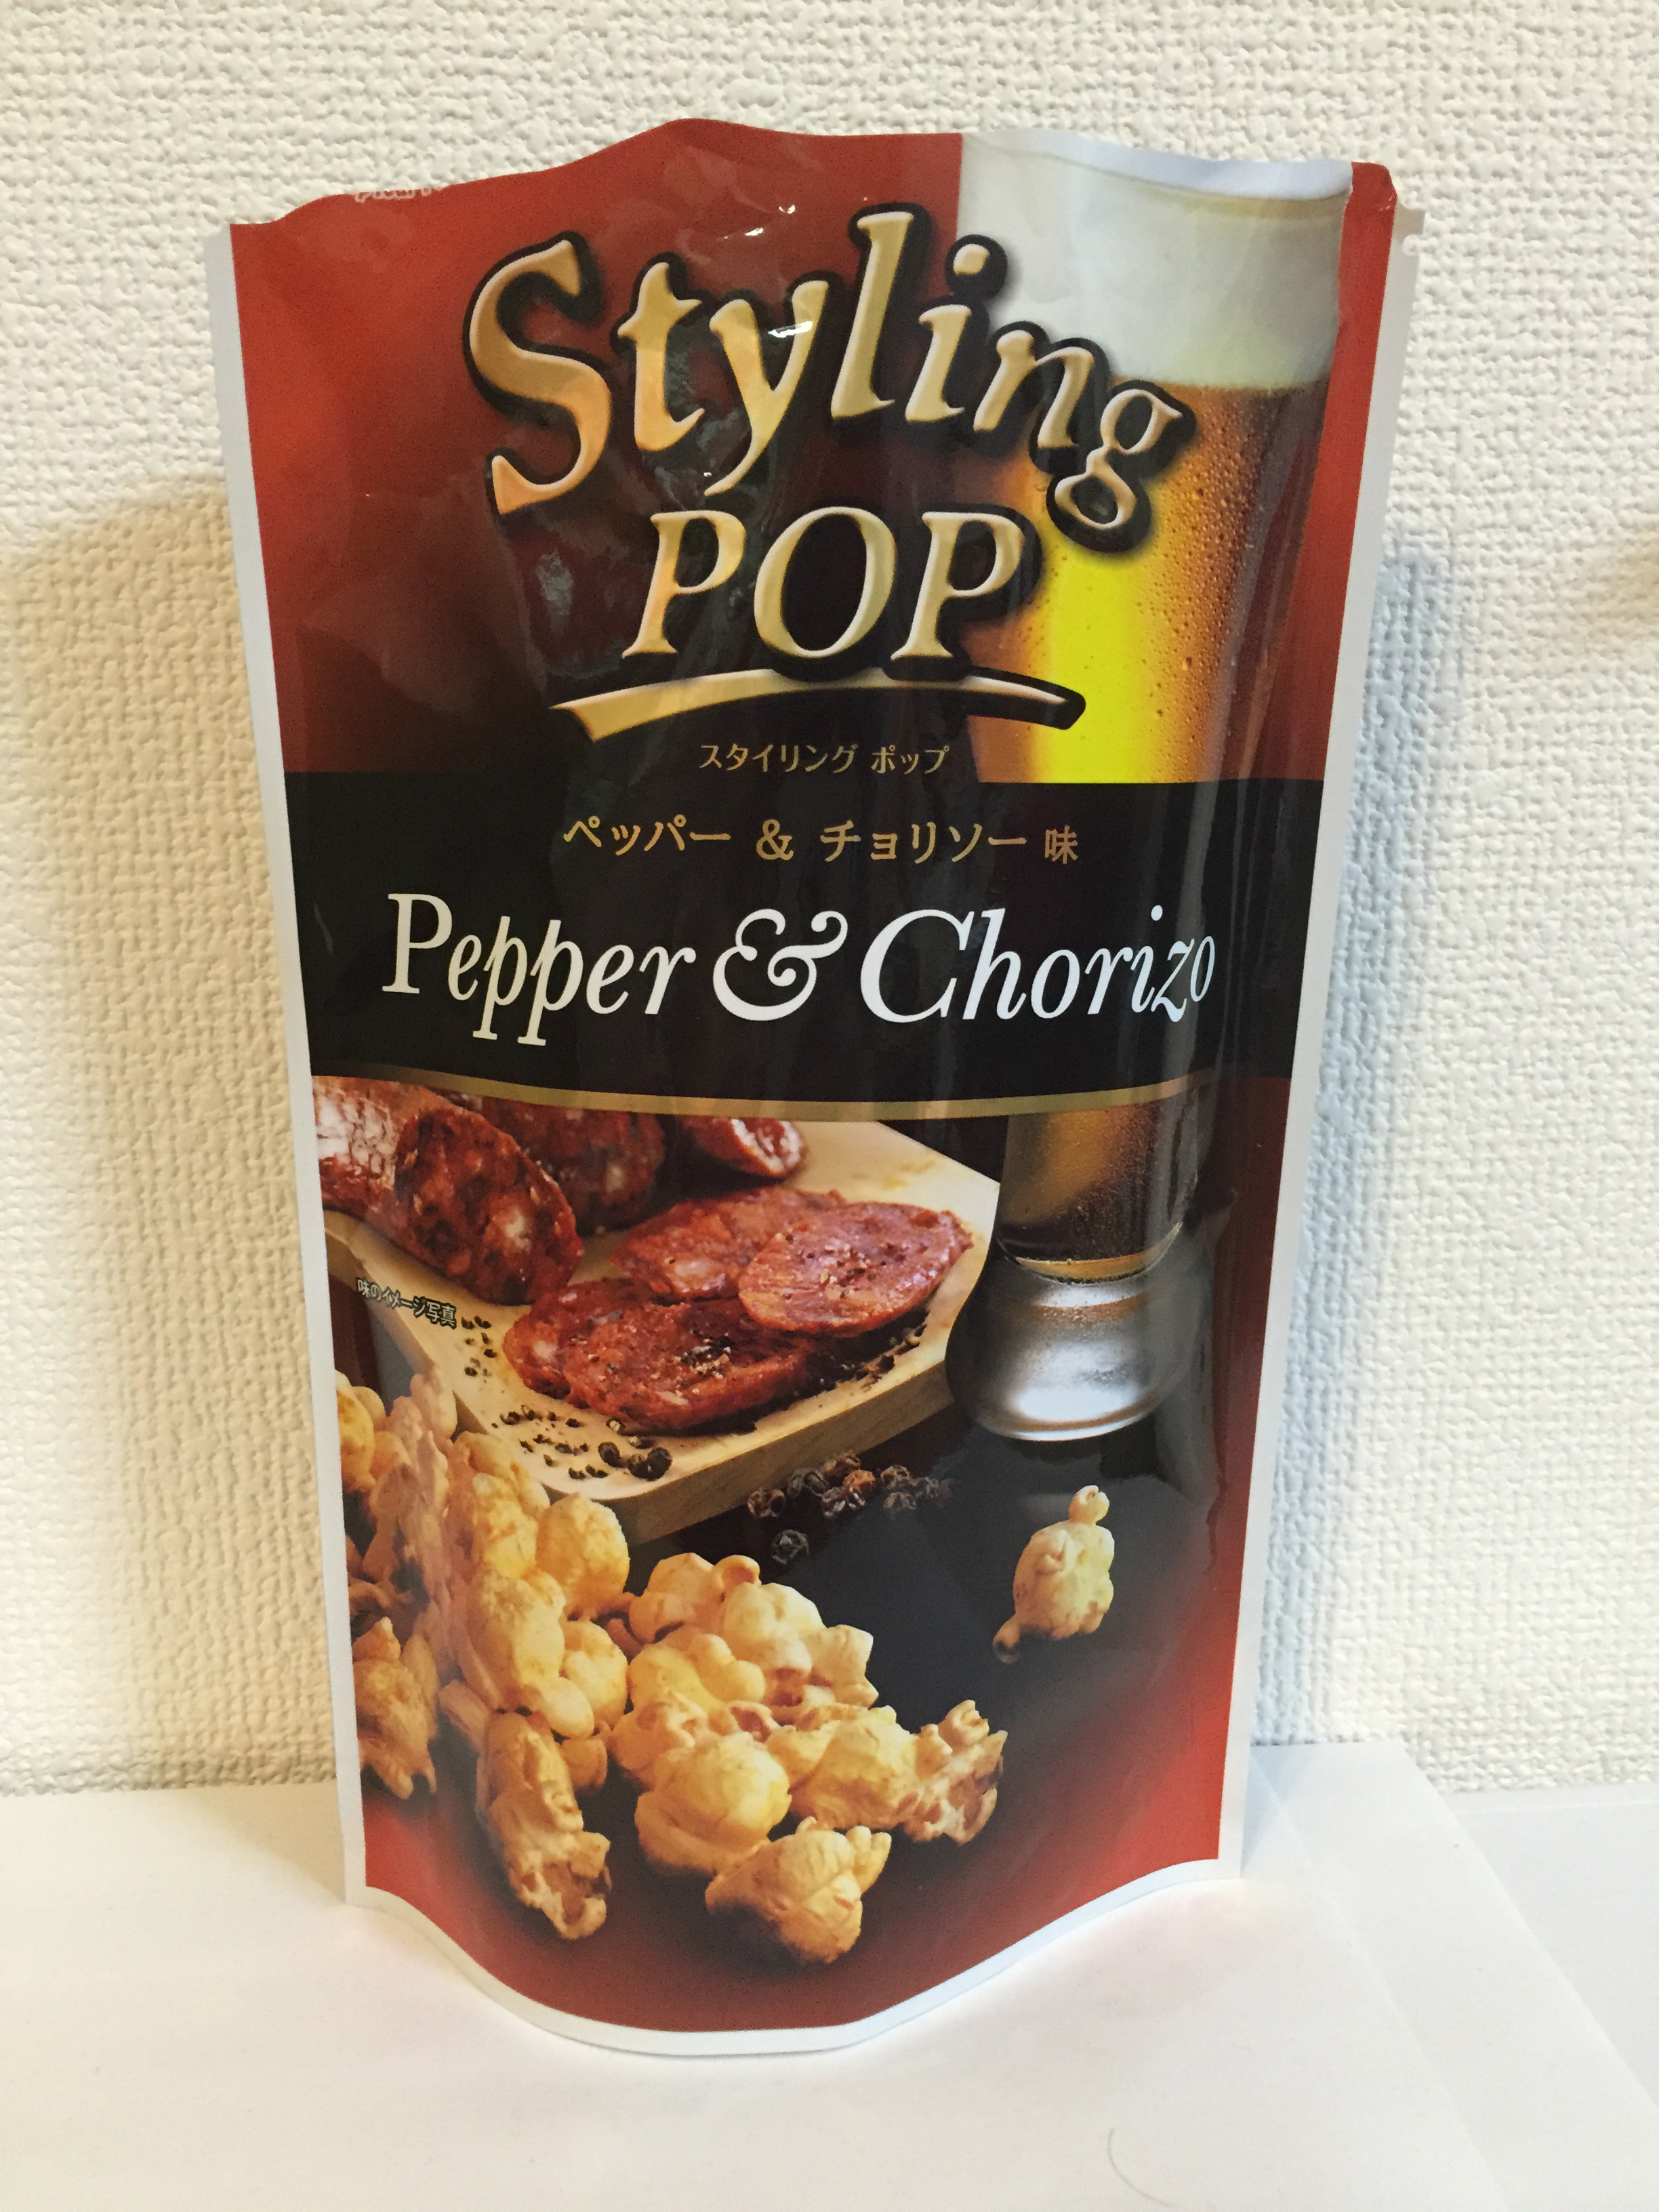 Styling
POP
スタイリング ポップ
ペッパー & チョリソー 味
Pepper & Chorizo
味のイメージ写真